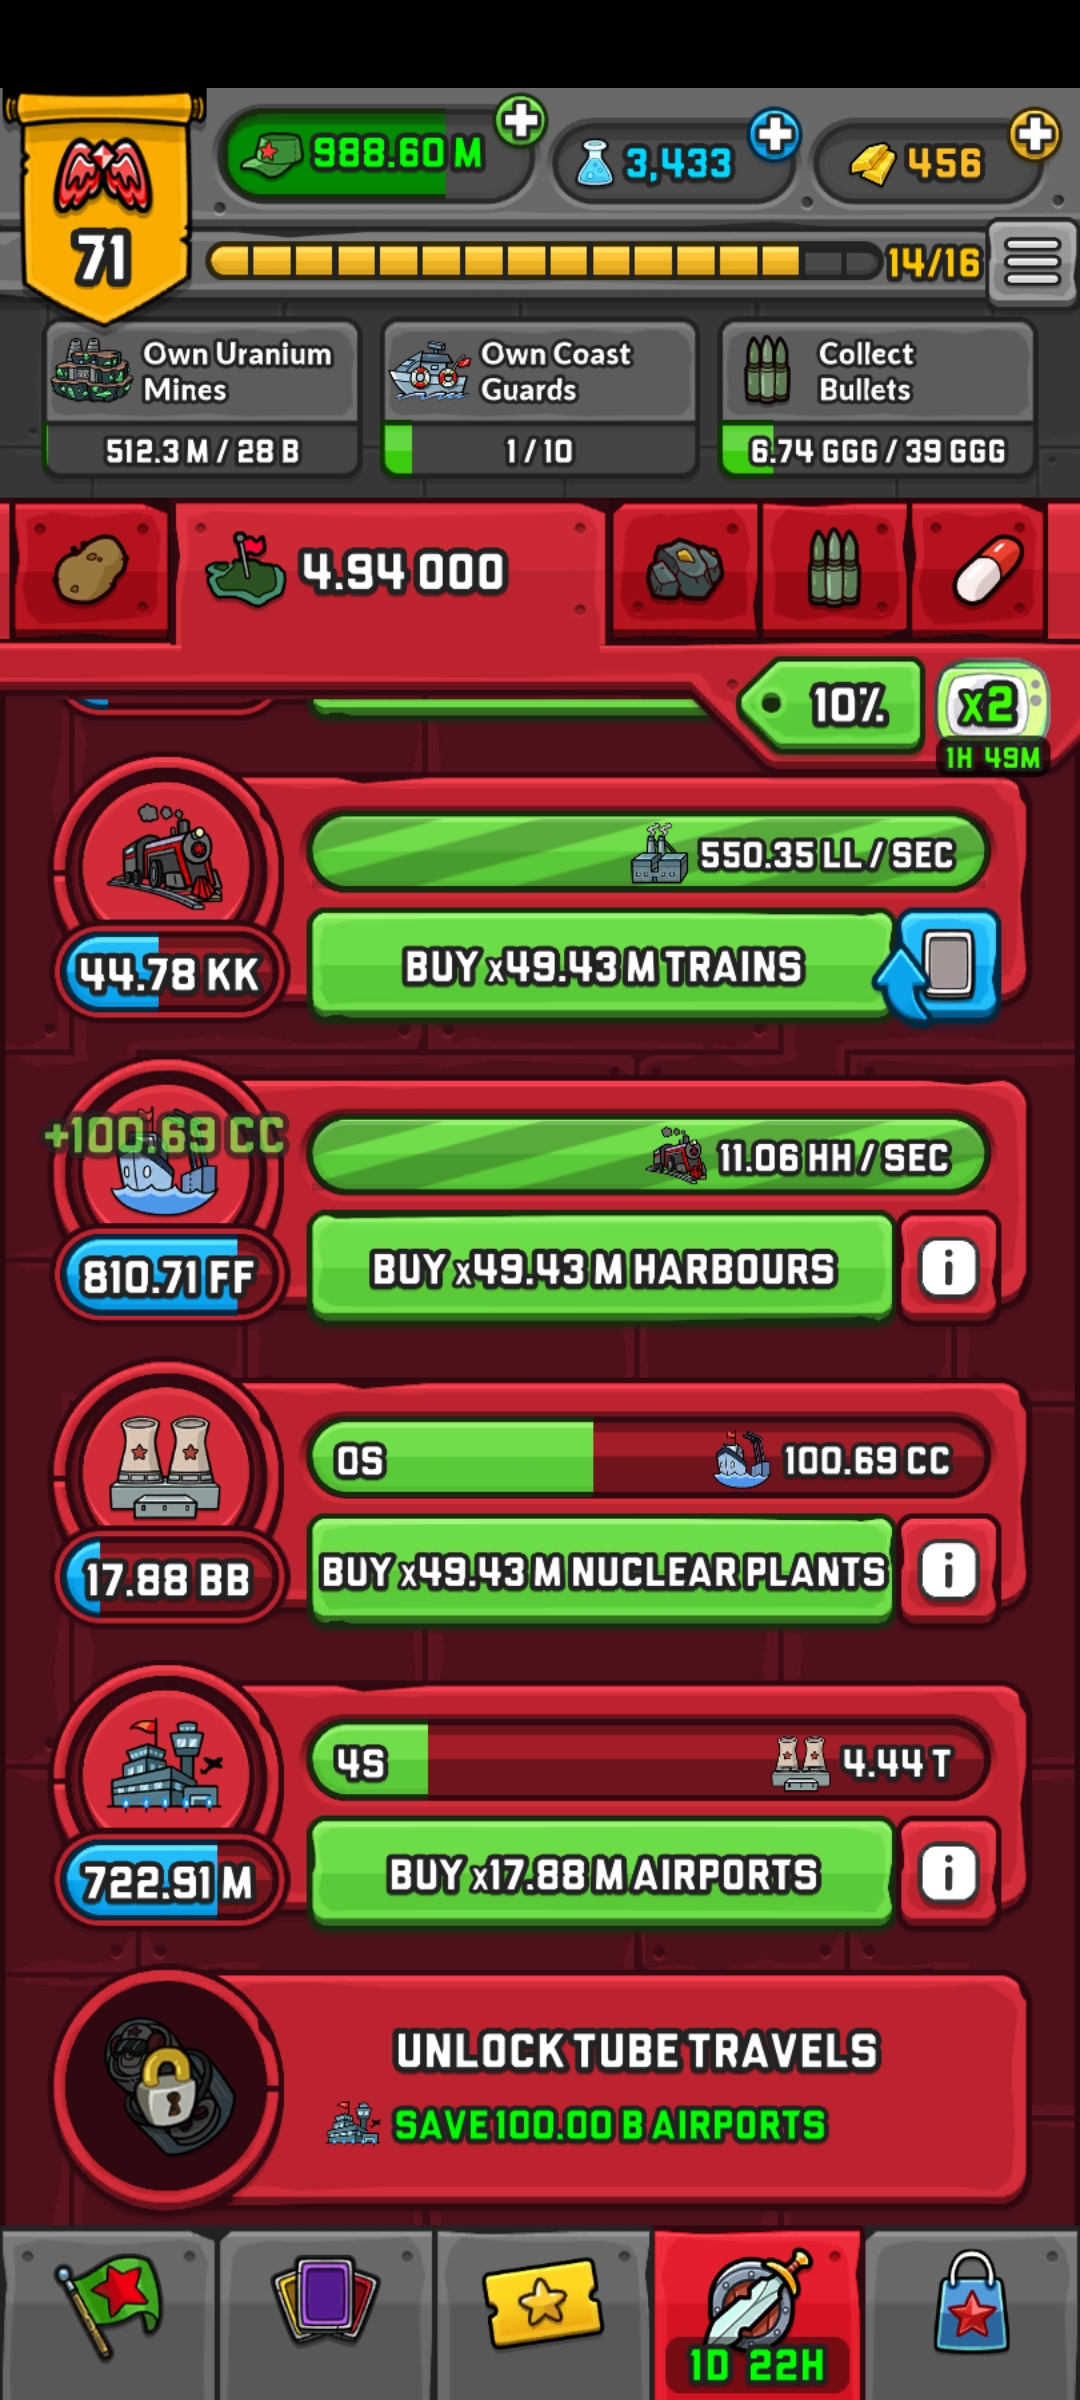 988.60 M
3,433
456
71
14/16
Own Uranium
Mines
512.3 M / 28 B
Own Coast
Guards
1 / 10
Collect
Bullets
6.74 GGG / 39 GGG
4.94 000
10%
x2
1H 49M
550.35 LL / SEC
44.78 KK
BUY x49.43 M TRAINS
+100.69 CC
11.06 HH / SEC
810.71 FF
BUY x49.43 M HARBOURS
i
0S
100.69 CC
17.88 BB
BUY x49.43 M NUCLEAR PLANTS
i
4S
4.44 T
722.91 M
BUY x17.88 M AIRPORTS
i
UNLOCK TUBE TRAVELS
SAVE 100.00 B AIRPORTS
1D 22H